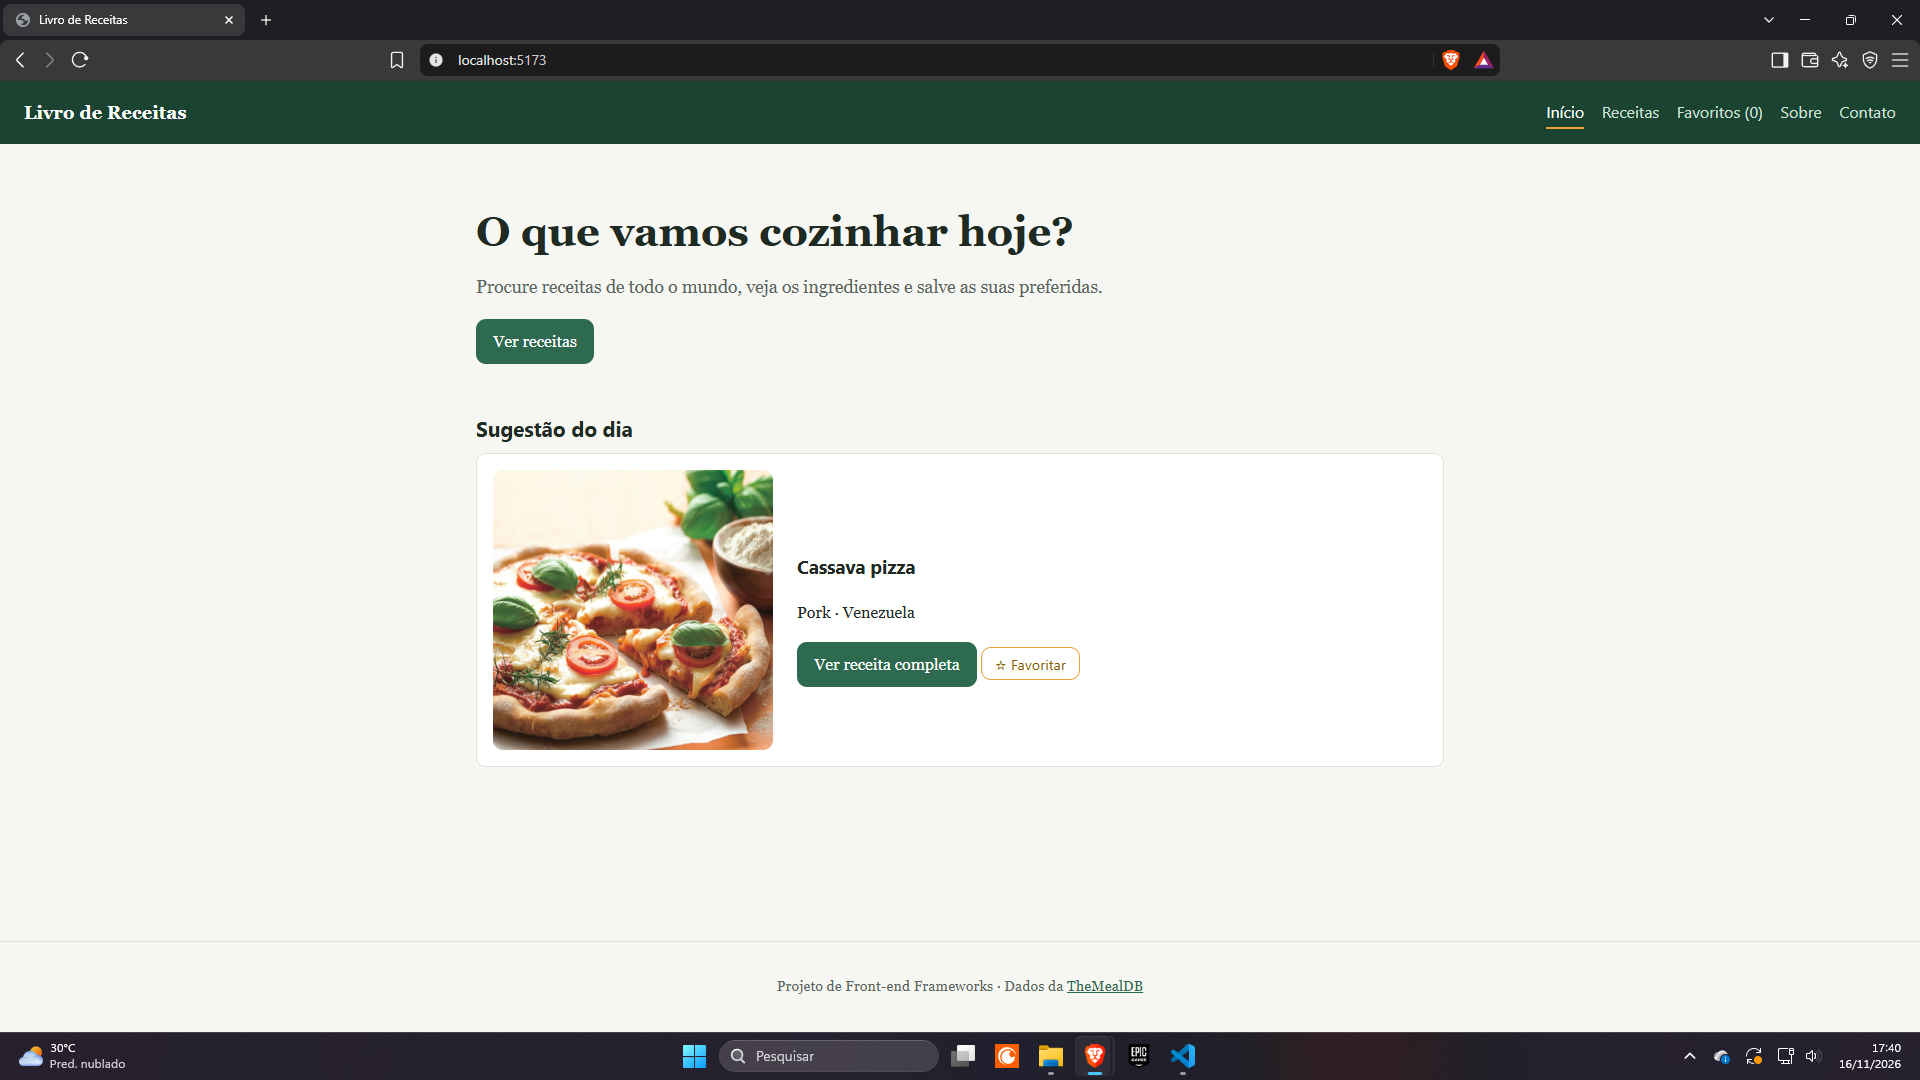 Livro de Receitas
localhost:5173
Livro de Receitas
Início
Receitas
Favoritos (0)
Sobre
Contato
O que vamos cozinhar hoje?
Procure receitas de todo o mundo, veja os ingredientes e salve as suas preferidas.
Ver receitas
Sugestão do dia
Cassava pizza
Pork · Venezuela
Ver receita completa
☆ Favoritar
Projeto de Front-end Frameworks · Dados da TheMealDB
30°C
Pred. nublado
Pesquisar
EPIC
GAMES
17:40
16/11/2026